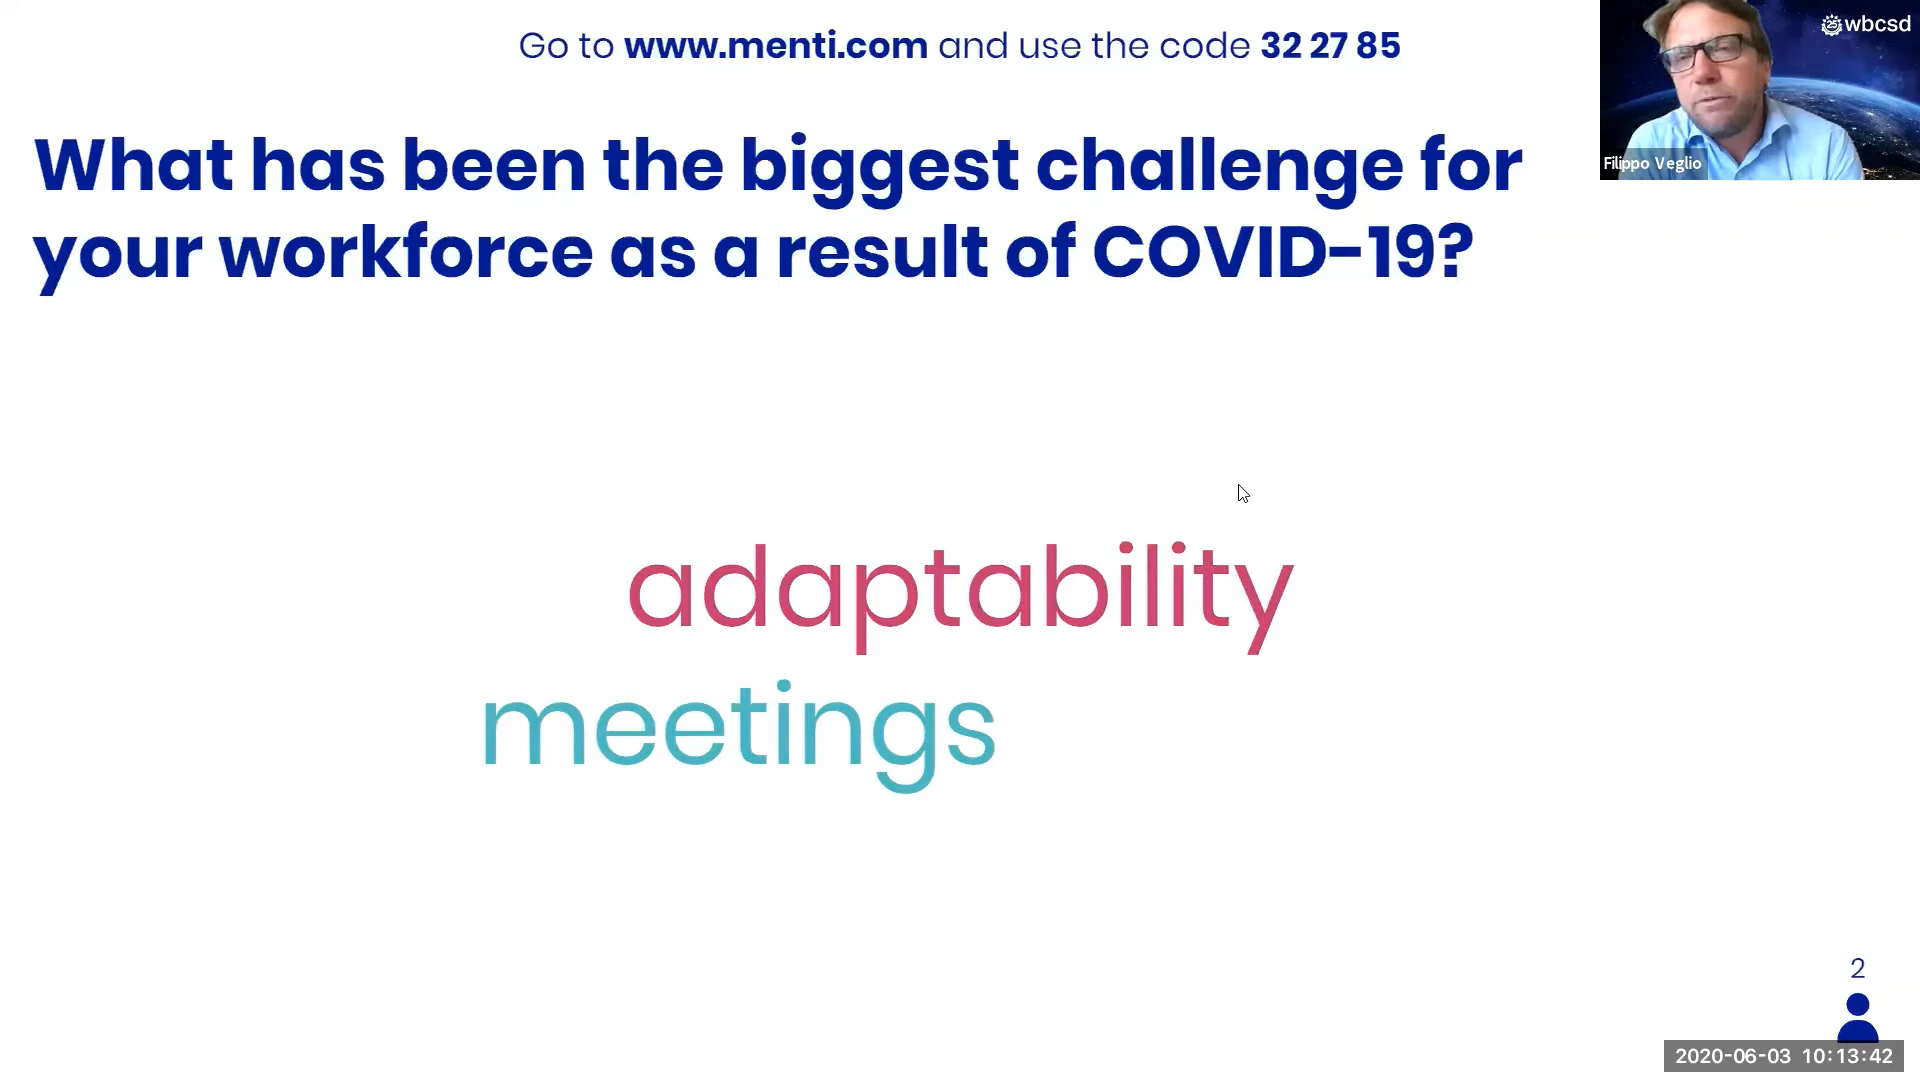 Go to www.menti.com and use the code 32 27 85
wbcsd
Filippo Veglio
What has been the biggest challenge for
your workforce as a result of COVID-19?
adaptability
meetings
2
2020-06-03 10:13:42